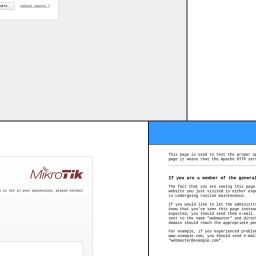 MikroTik
is not in your possession, please contact
This page is used to test the proper op
page it means that the Apache HTTP serv
If you are a member of the general
The fact that you are seeing this page
website you just visited is either expe
is undergoing routine maintenance.
If you would like to let the administrat
know that you've seen this page instead
expected, you should send them e-mail.
sent to the name "webmaster" and direc
domain should reach the appropriate per
For example, if you experienced problem
www.example.com, you should send e-mail
"webmaster@example.com".